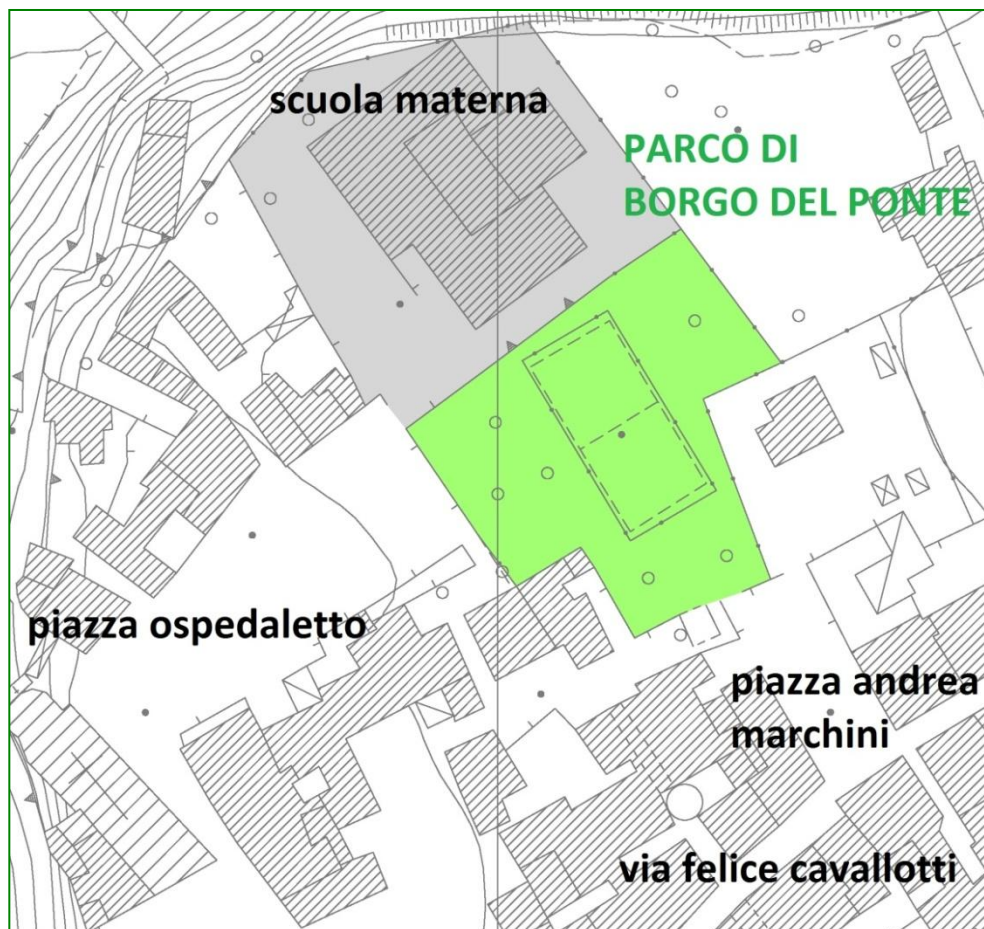 scuola materna
PARCO DI
BORGO DEL PONTE
piazza ospedaletto
piazza andrea
marchini
via felice cavallotti